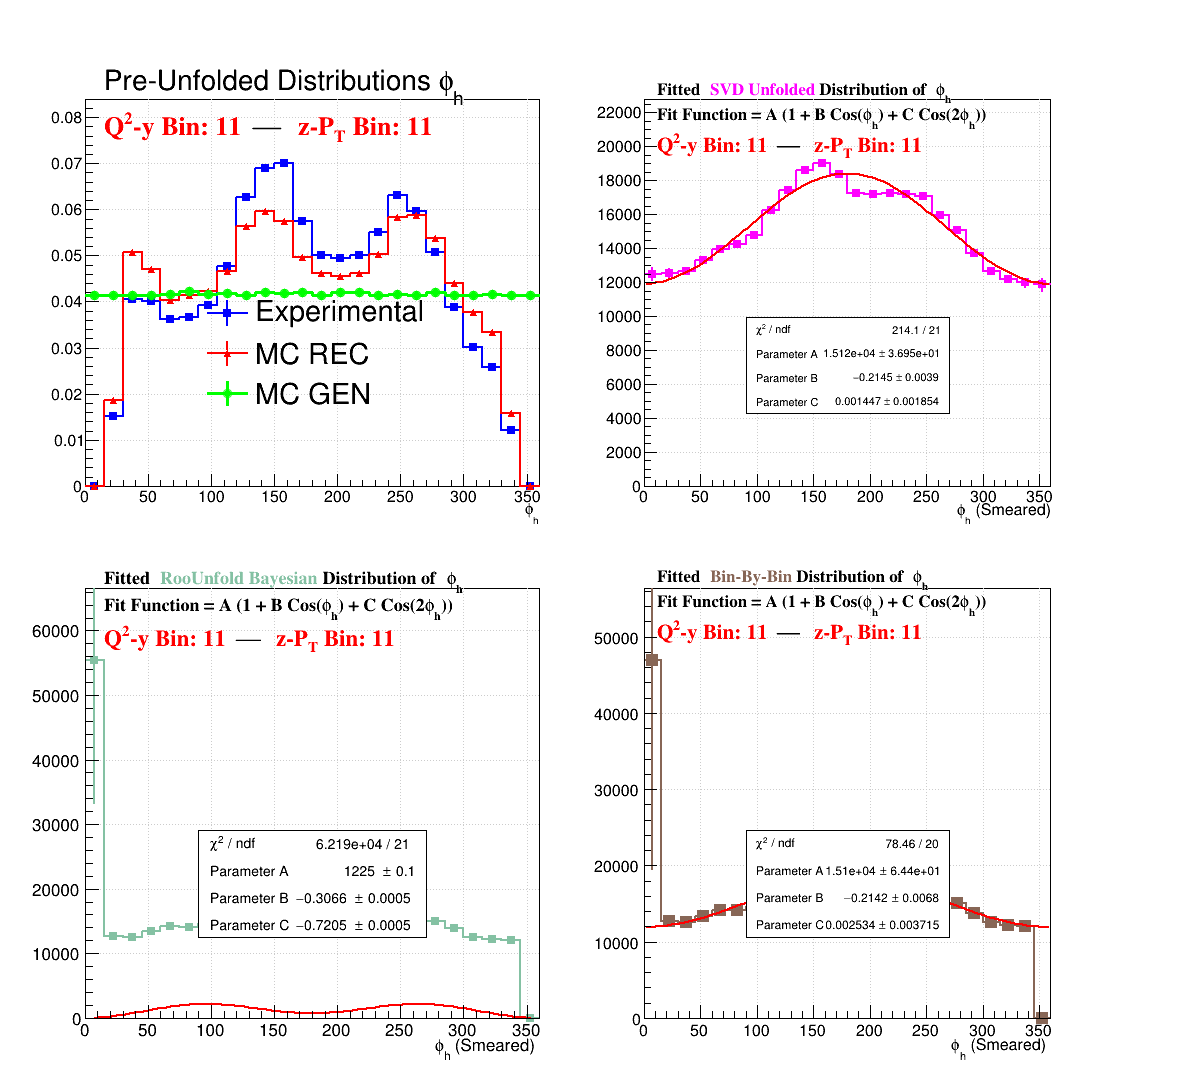 Pre-Unfolded Distributions ϕh
Q²-y Bin: 11 — z-PT Bin: 11
0.08
0.07
0.06
0.05
0.04
0.03
0.02
0.01
0
Experimental
MC REC
MC GEN
0 50 100 150 200 250 300 350
ϕh
Fitted SVD Unfolded Distribution of ϕh
Fit Function = A (1 + B Cos(ϕh) + C Cos(2ϕh))
Q²-y Bin: 11 — z-PT Bin: 11
22000
20000
18000
16000
14000
12000
10000
8000
6000
4000
2000
0
χ² / ndf 214.1 / 21
Parameter A 1.512e+04 ± 3.695e+01
Parameter B −0.2145 ± 0.0039
Parameter C 0.001447 ± 0.001854
0 50 100 150 200 250 300 350
ϕh (Smeared)
Fitted RooUnfold Bayesian Distribution of ϕh
Fit Function = A (1 + B Cos(ϕh) + C Cos(2ϕh))
Q²-y Bin: 11 — z-PT Bin: 11
60000
50000
40000
30000
20000
10000
0
χ² / ndf 6.219e+04 / 21
Parameter A 1225 ± 0.1
Parameter B −0.3066 ± 0.0005
Parameter C −0.7205 ± 0.0005
0 50 100 150 200 250 300 350
ϕh (Smeared)
Fitted Bin-By-Bin Distribution of ϕh
Fit Function = A (1 + B Cos(ϕh) + C Cos(2ϕh))
Q²-y Bin: 11 — z-PT Bin: 11
50000
40000
30000
20000
10000
0
χ² / ndf 78.46 / 20
Parameter A 1.51e+04 ± 6.44e+01
Parameter B −0.2142 ± 0.0068
Parameter C 0.002534 ± 0.003715
0 50 100 150 200 250 300 350
ϕh (Smeared)